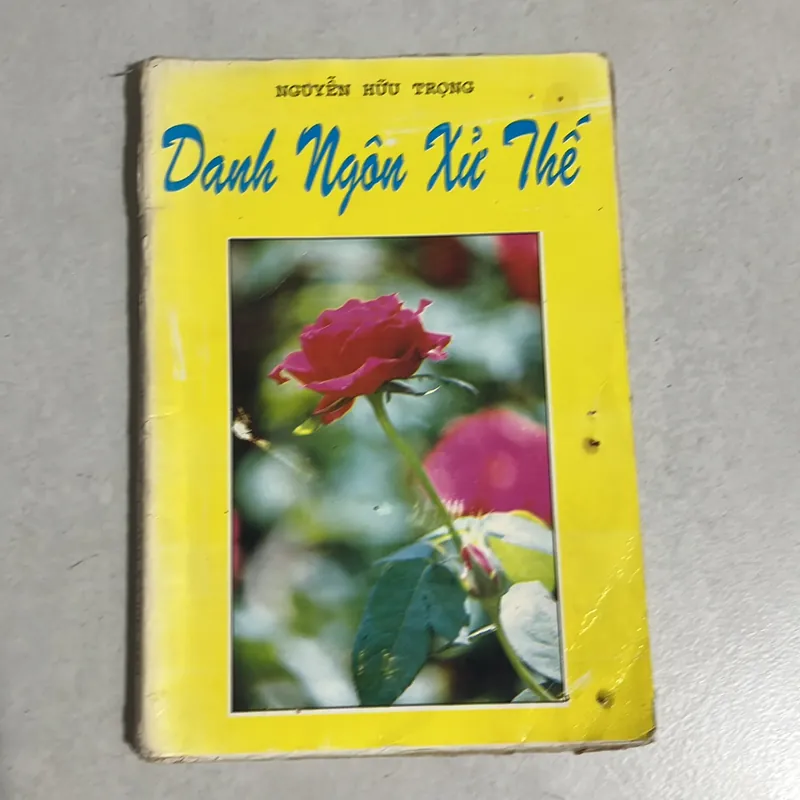 NGUYỄN HỮU TRỌNG
Danh Ngôn Xử Thế